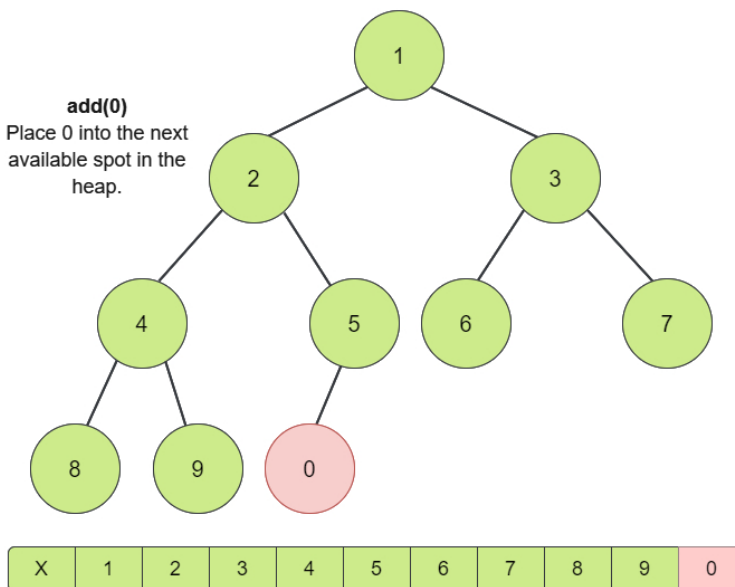 1
add(0)
Place 0 into the next
available spot in the
heap.
2
3
4
5
6
7
8
9
0
X 1 2 3 4 5 6 7 8 9 0